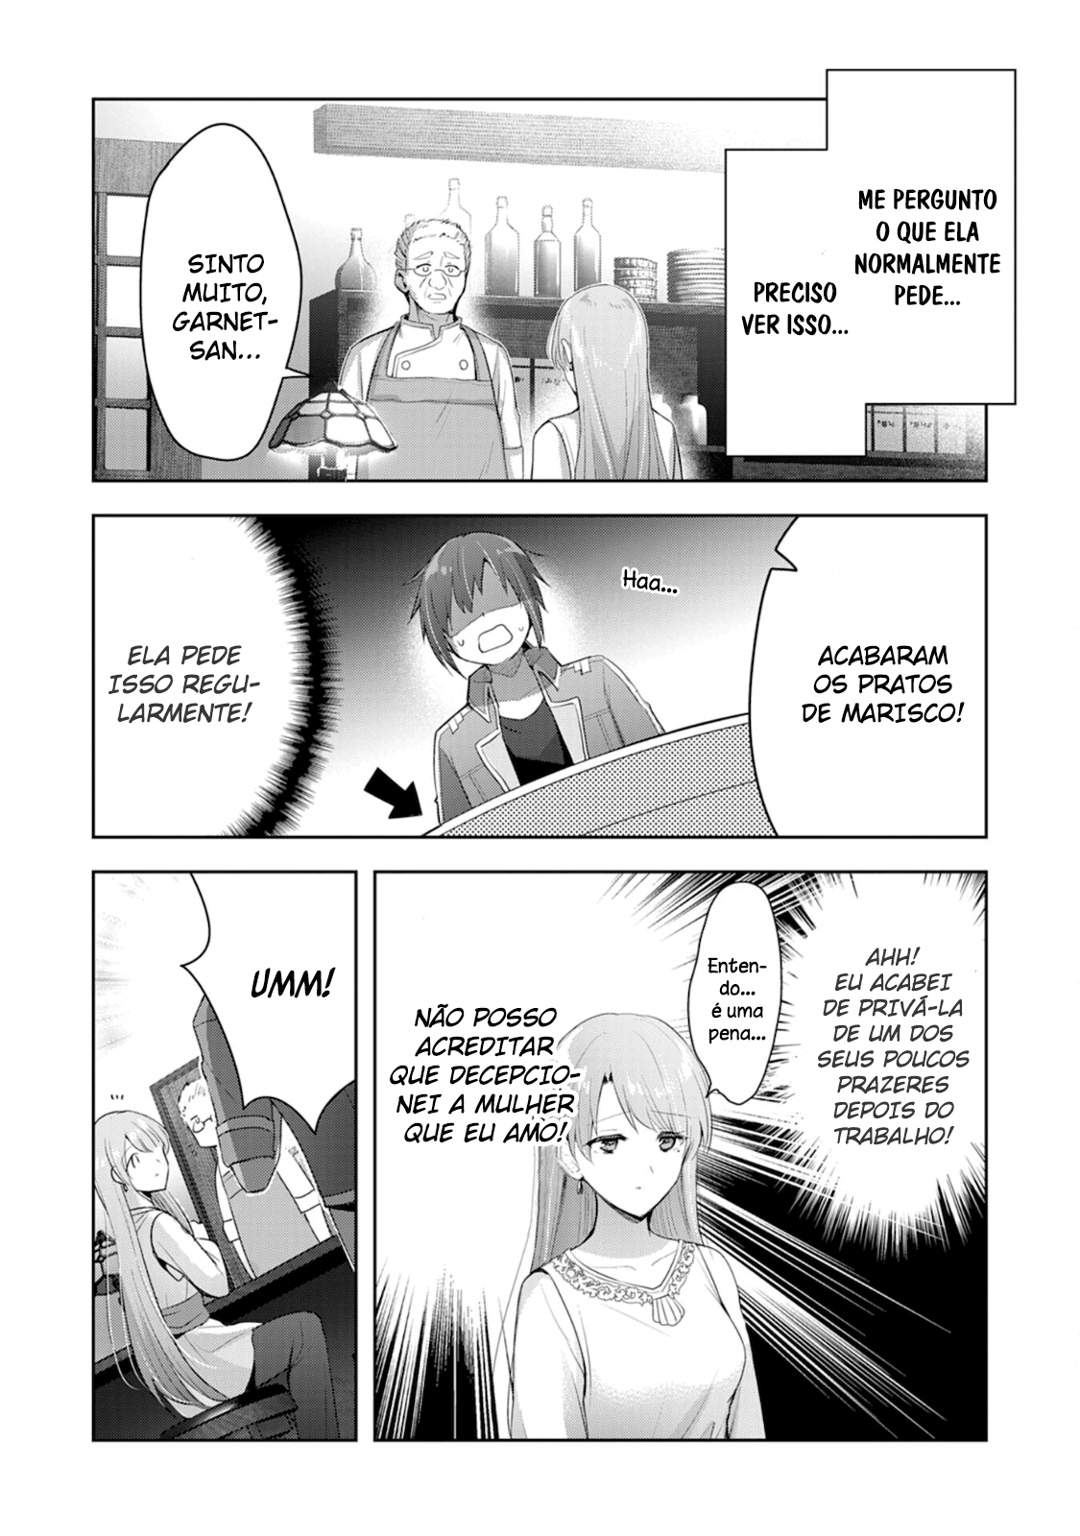 ME PERGUNTO
O QUE ELA
NORMALMENTE
PEDE...
PRECISO
VER ISSO...
SINTO
MUITO,
GARNET-
SAN...
ACABARAM
OS PRATOS
DE MARISCO!
Haa...
ELA PEDE
ISSO REGU-
LARMENTE!
AHH!
EU ACABEI
DE PRIVÁ-LA
DE UM DOS
SEUS POUCOS
PRAZERES
DEPOIS DO
TRABALHO!
Enten-
do...
é uma
pena...
NÃO POSSO
ACREDITAR
QUE DECEPCIO-
NEI A MULHER
QUE EU AMO!
UMM!